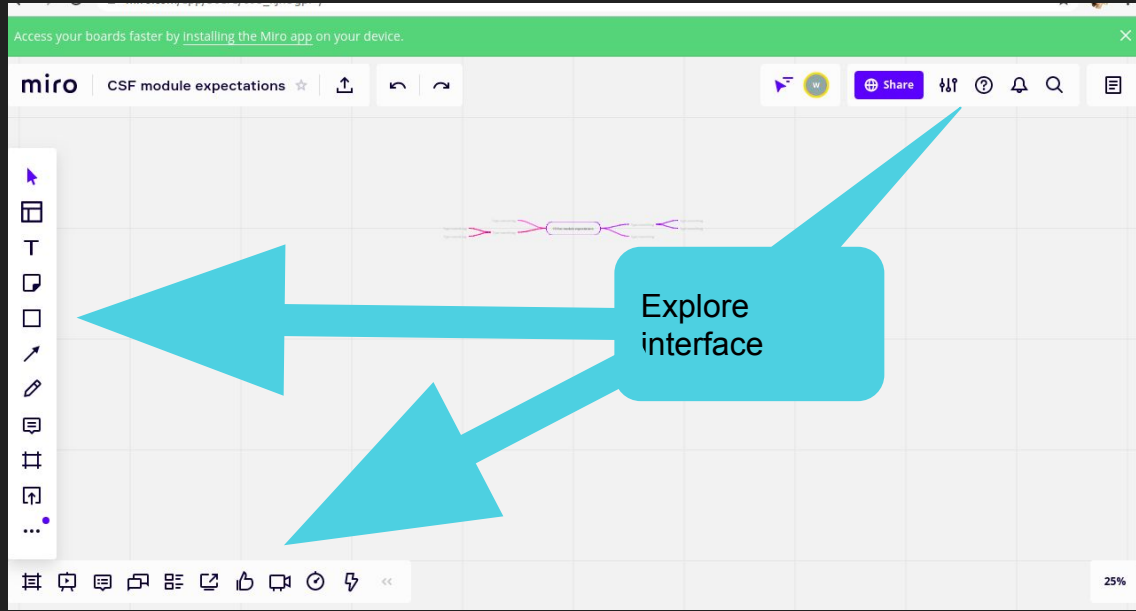 Access your boards faster by installing the Miro app on your device.
miro
CSF module expectations
W
Share
T
Explore
interface
25%